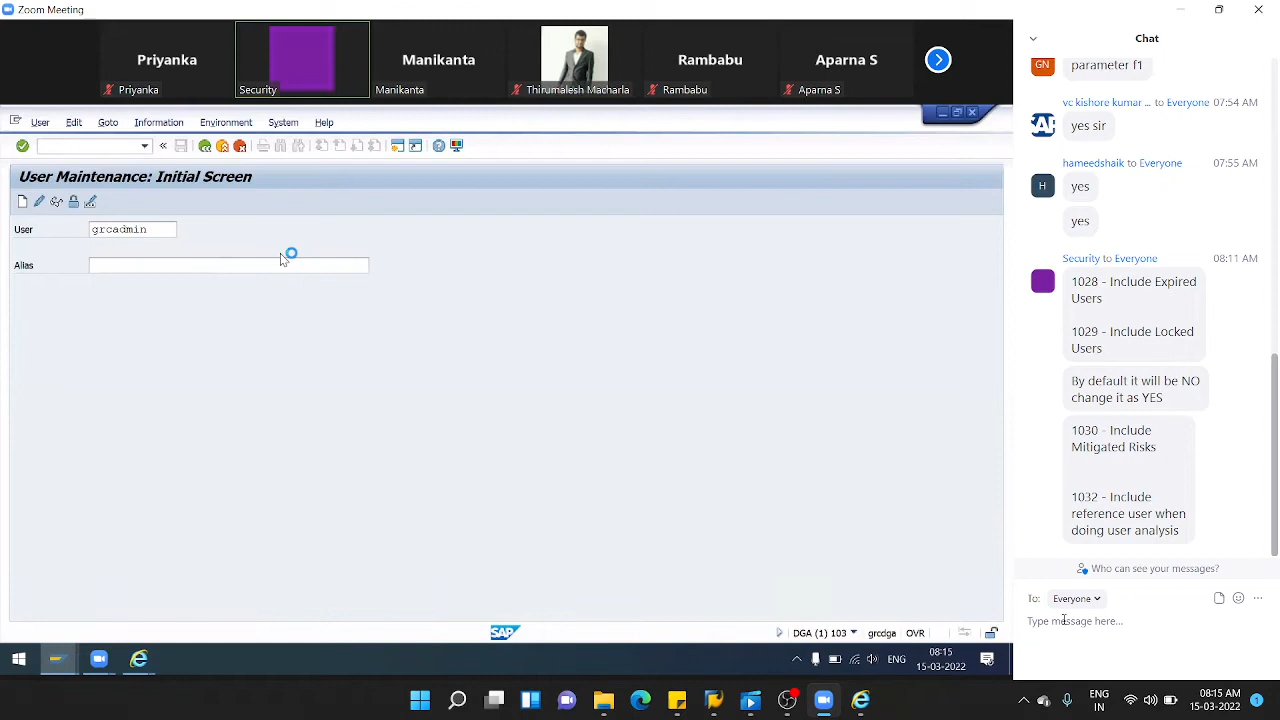 Zoom Meeting
Priyanka
Manikanta
Rambabu
Aparna S
Priyanka
Security
Manikanta
Thirumalesh Macharla
Rambabu
Aparna S
User Edit Goto Information Environment System Help
User Maintenance: Initial Screen
User grcadmin
Alias
SAP
DGA (1) 103 grcdga OVR
ENG
08:15
15-03-2022
Chat
GN
parameter f1
vc kishore kumar ... to Everyone 07:54 AM
SAP
yes sir
hameedshaik to Everyone 07:55 AM
H
yes
yes
Security to Everyone 08:11 AM
1028 - Include Expired
Users
1029 - Include Locked
Users
By default it will be NO
change it as YES
1030 - Include
Mitigated Risks
1032 - Include
reference user when
doing user analysis
Who can see your messages?
To: Everyone
Type message here...
ENG
IN
08:15 AM
15-03-2022
1